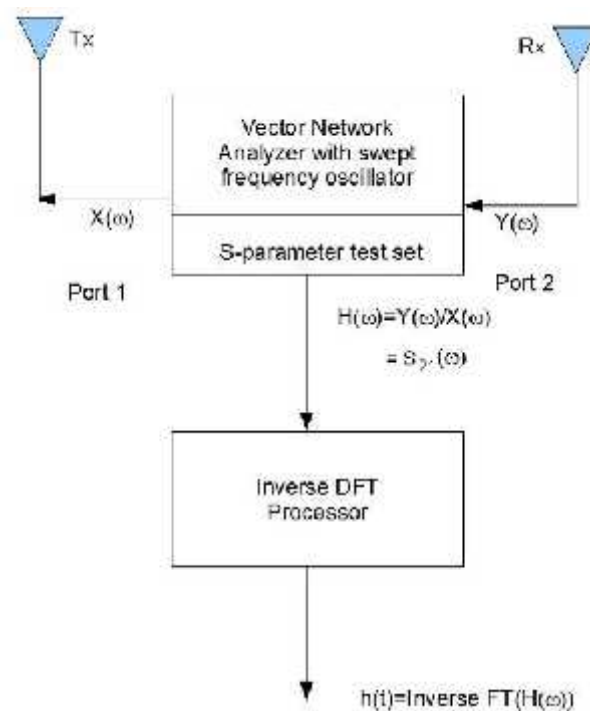 Tx
Rx
Vector Network
Analyzer with swept
frequency oscillator
X(ω)
Y(ω)
S-parameter test set
Port 1
Port 2
H(ω)=Y(ω)/X(ω)
= S₂ (ω)
Inverse DFT
Processor
h(t)=Inverse FT(H(ω))